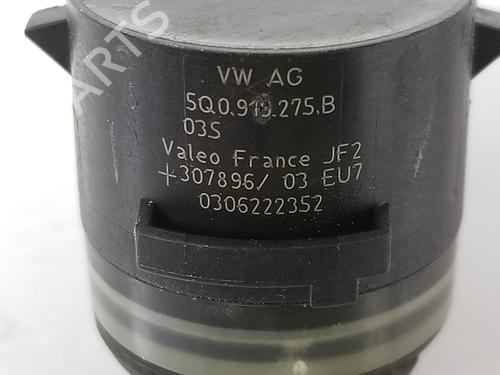 VW AG
5Q0.919.275.B
03S
Valeo France JF2
+307896/ 03 EU7
0306222352